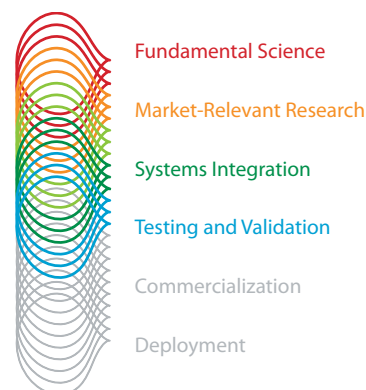 Fundamental Science
Market-Relevant Research
Systems Integration
Testing and Validation
Commercialization
Deployment